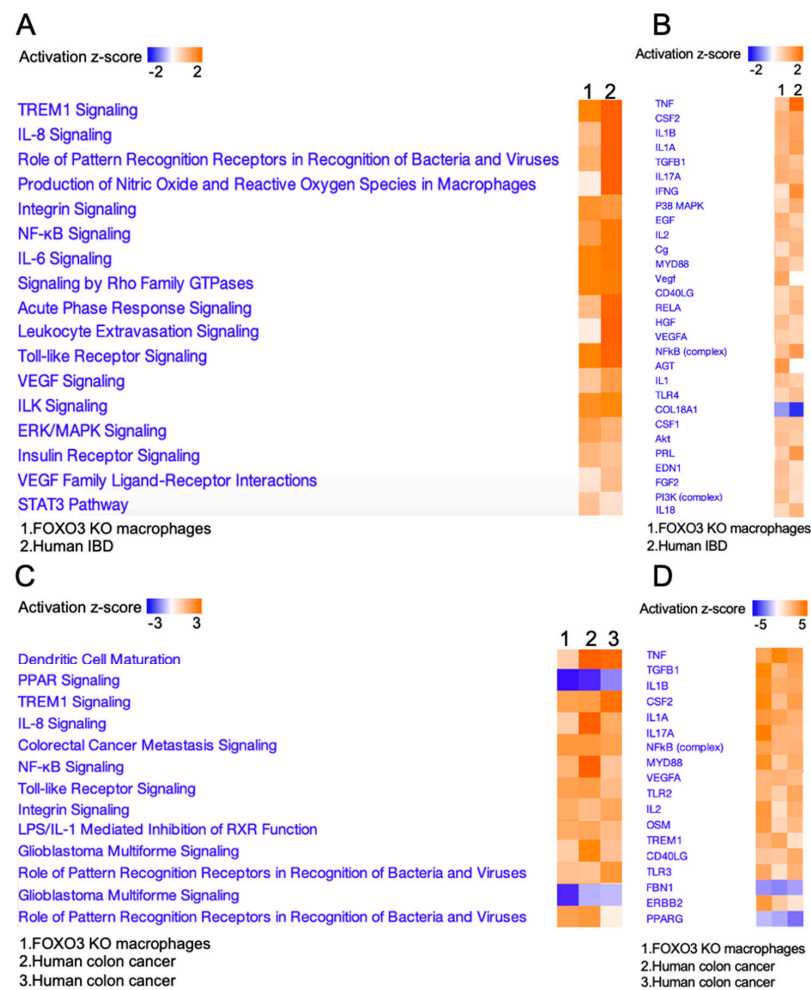 A
Activation z-score
-2 2
1 2
TREM1 Signaling
IL-8 Signaling
Role of Pattern Recognition Receptors in Recognition of Bacteria and Viruses
Production of Nitric Oxide and Reactive Oxygen Species in Macrophages
Integrin Signaling
NF-κB Signaling
IL-6 Signaling
Signaling by Rho Family GTPases
Acute Phase Response Signaling
Leukocyte Extravasation Signaling
Toll-like Receptor Signaling
VEGF Signaling
ILK Signaling
ERK/MAPK Signaling
Insulin Receptor Signaling
VEGF Family Ligand-Receptor Interactions
STAT3 Pathway
1.FOXO3 KO macrophages
2.Human IBD
B
Activation z-score
-2 2
1 2
TNF
CSF2
IL1B
IL1A
TGFB1
IL17A
IFNG
P38 MAPK
EGF
IL2
Cg
MYD88
Vegf
CD40LG
RELA
HGF
VEGFA
NFkB (complex)
AGT
IL1
TLR4
COL18A1
CSF1
Akt
PRL
EDN1
FGF2
PI3K (complex)
IL18
1.FOXO3 KO macrophages
2.Human IBD
C
Activation z-score
-3 3
1 2 3
Dendritic Cell Maturation
PPAR Signaling
TREM1 Signaling
IL-8 Signaling
Colorectal Cancer Metastasis Signaling
NF-κB Signaling
Toll-like Receptor Signaling
Integrin Signaling
LPS/IL-1 Mediated Inhibition of RXR Function
Glioblastoma Multiforme Signaling
Role of Pattern Recognition Receptors in Recognition of Bacteria and Viruses
Glioblastoma Multiforme Signaling
Role of Pattern Recognition Receptors in Recognition of Bacteria and Viruses
1.FOXO3 KO macrophages
2.Human colon cancer
3.Human colon cancer
D
Activation z-score
-5 5
TNF
TGFB1
IL1B
CSF2
IL1A
IL17A
NFkB (complex)
MYD88
VEGFA
TLR2
IL2
OSM
TREM1
CD40LG
TLR3
FBN1
ERBB2
PPARG
1.FOXO3 KO macrophages
2.Human colon cancer
3.Human colon cancer